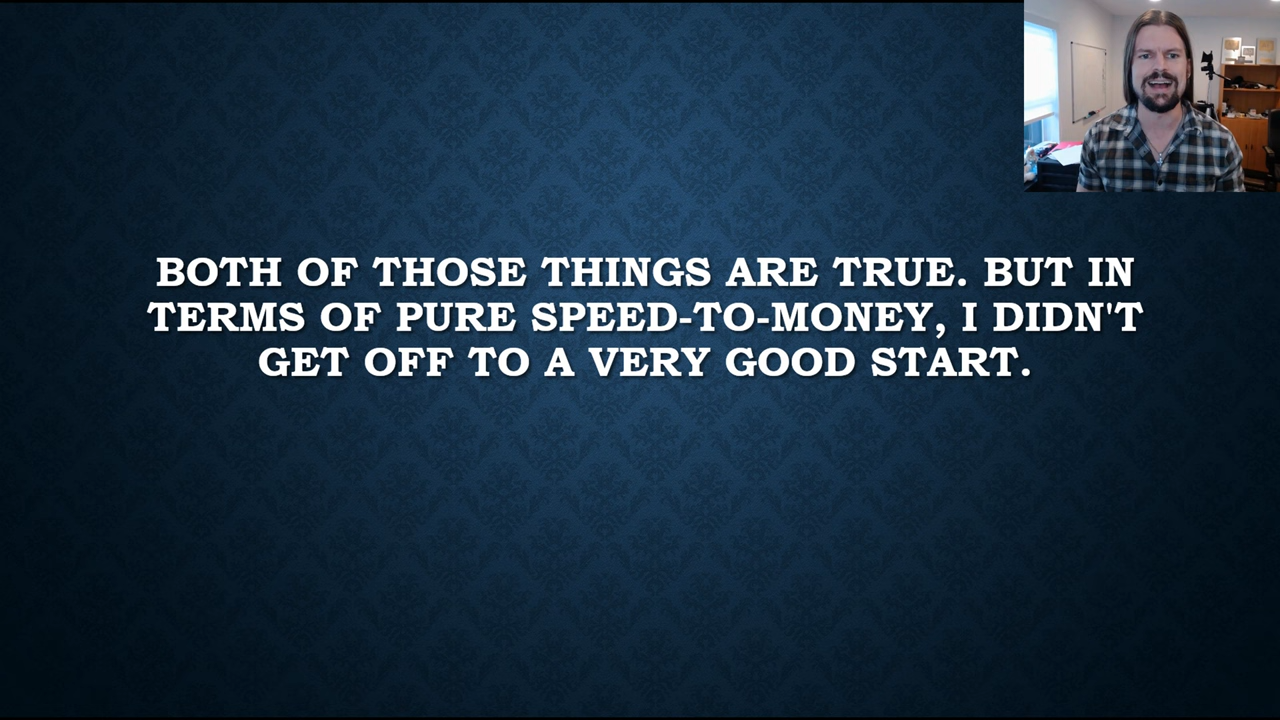 BOTH OF THOSE THINGS ARE TRUE. BUT IN
TERMS OF PURE SPEED-TO-MONEY, I DIDN'T
GET OFF TO A VERY GOOD START.